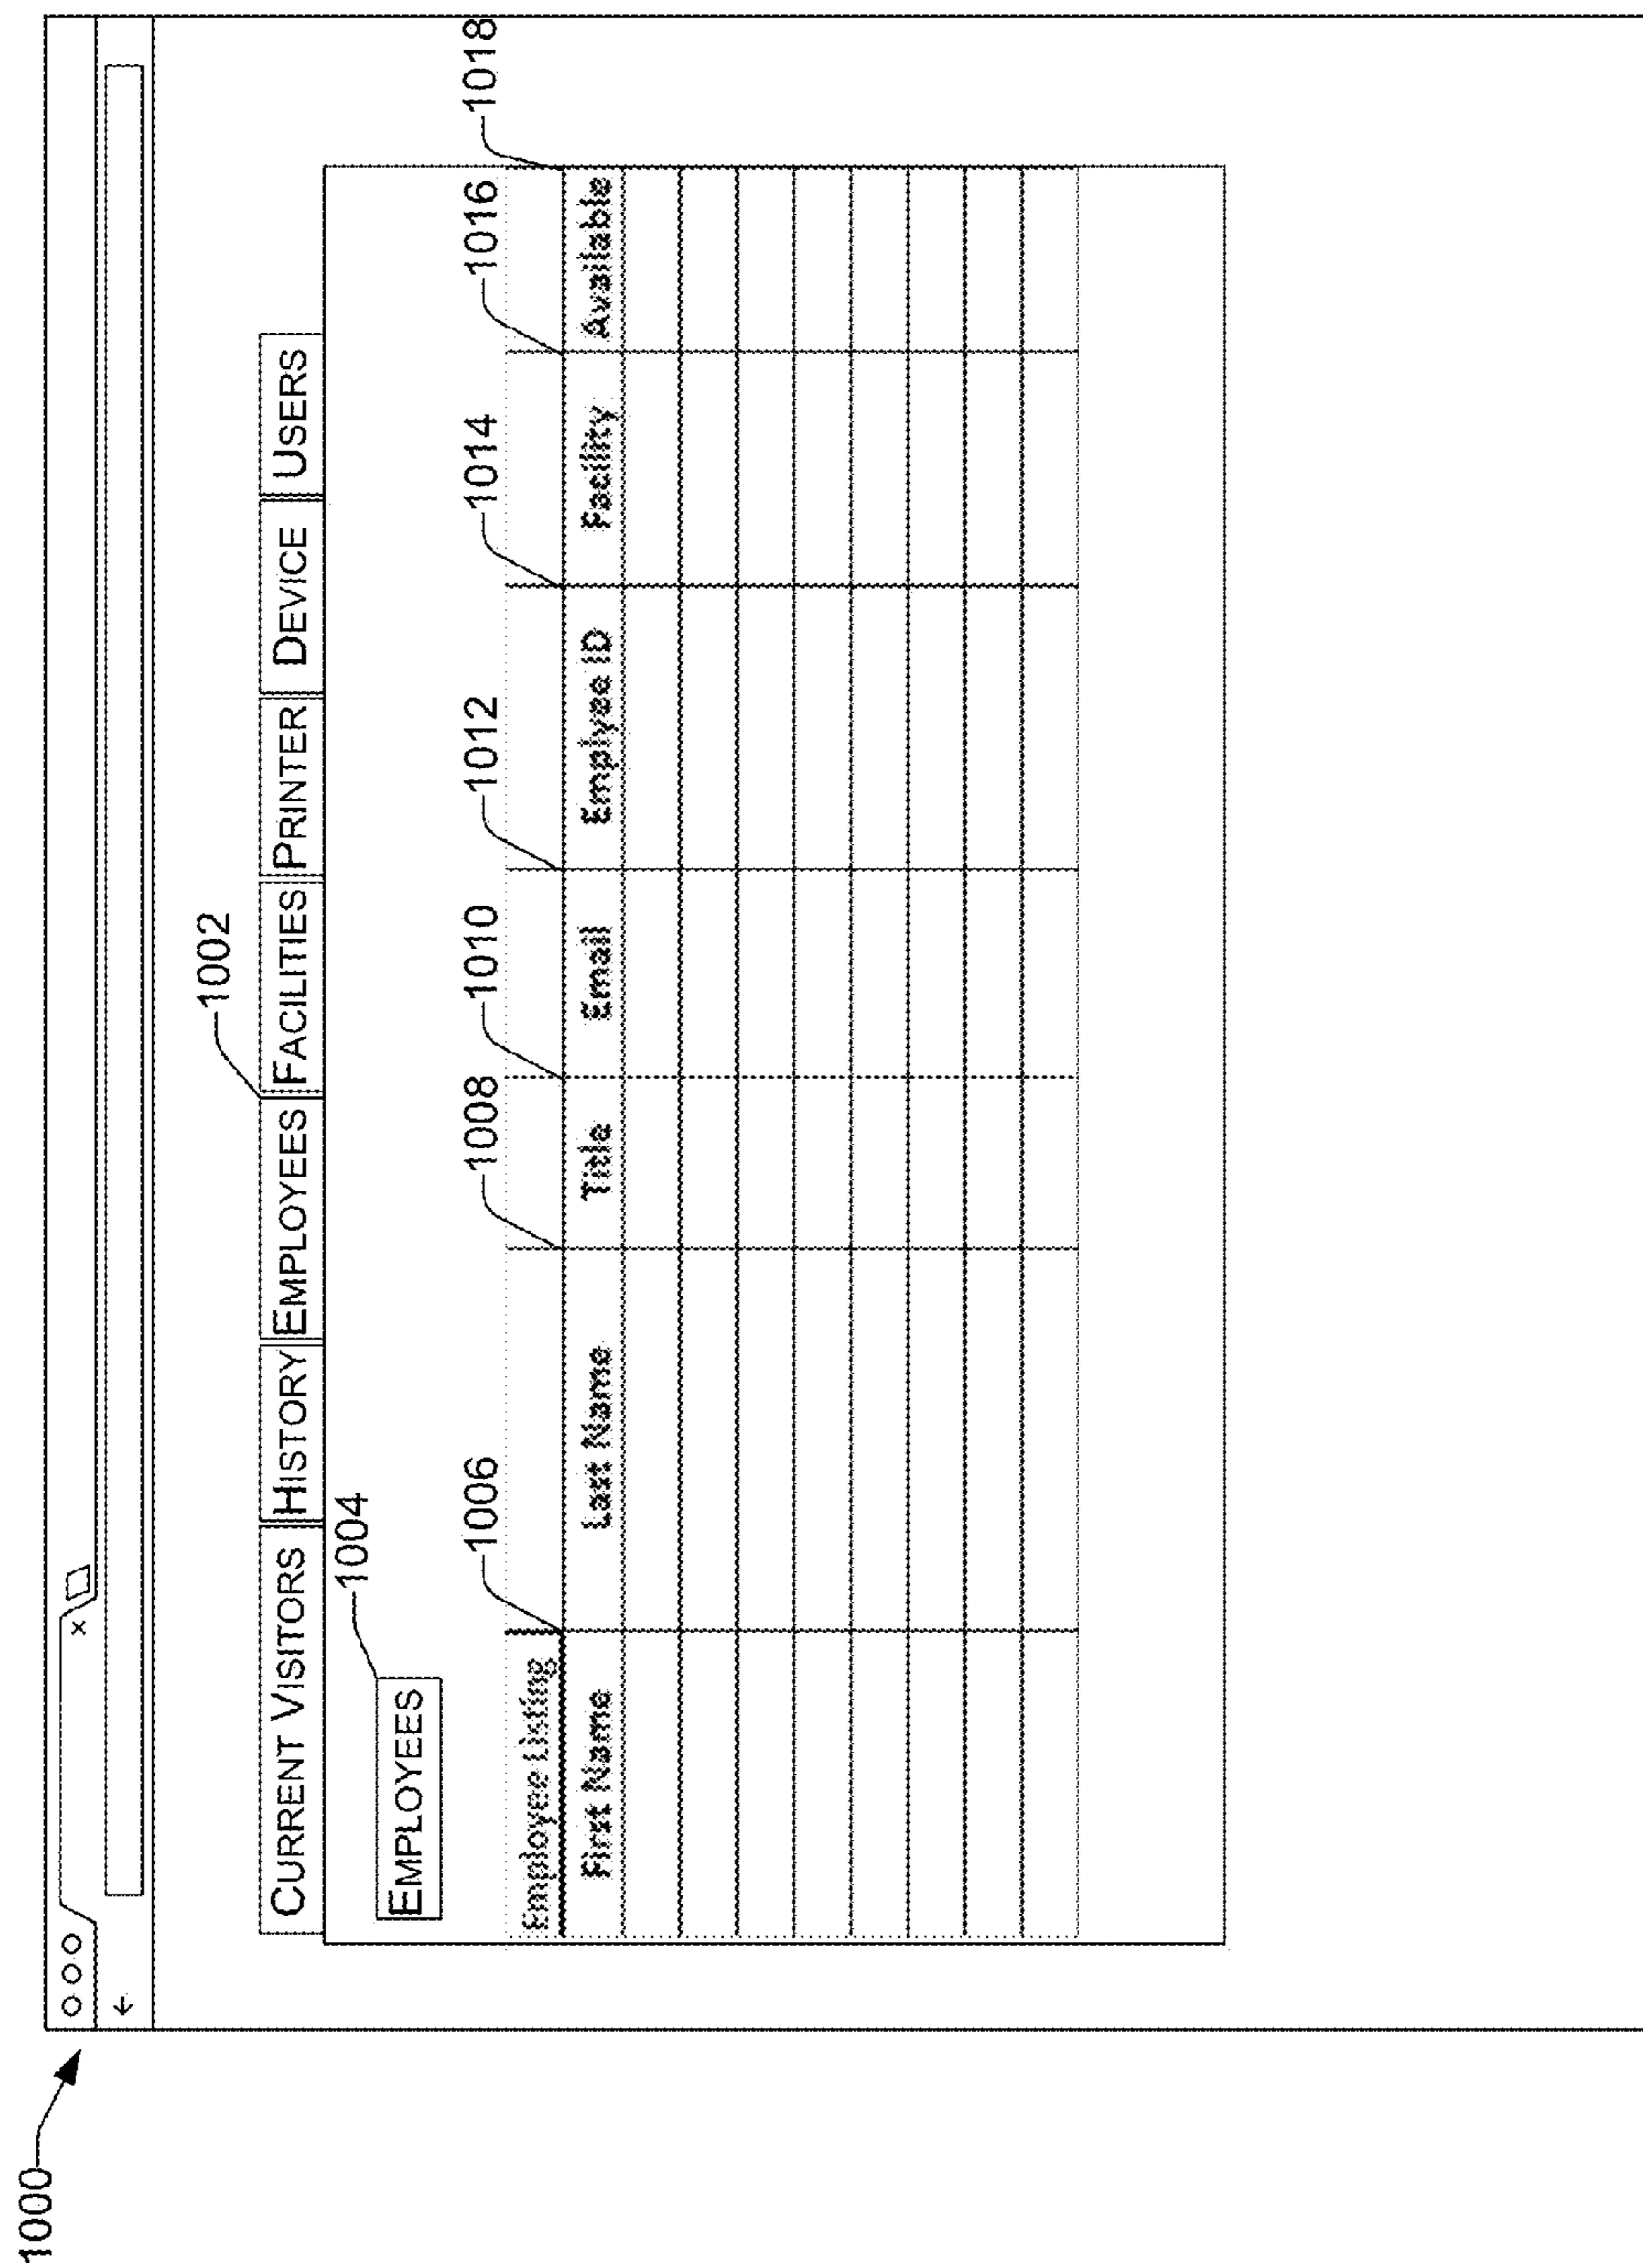 1000
×
←
1002
CURRENT VISITORS HISTORY EMPLOYEES FACILITIES PRINTER DEVICE USERS
1004
EMPLOYEES
1006 1008 1010 1012 1014 1016 1018
Employee Listing
First Name Last Name Title Email Emplyee ID Facility Available